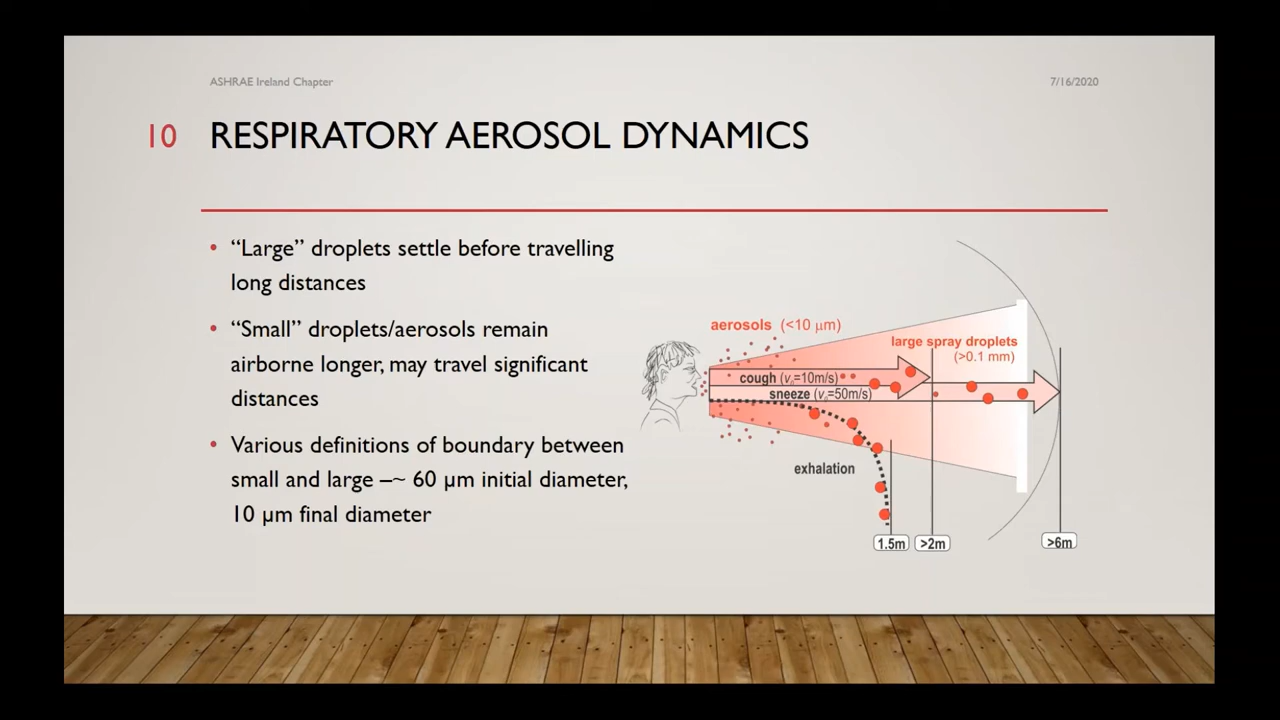 ASHRAE Ireland Chapter
7/16/2020
10 RESPIRATORY AEROSOL DYNAMICS
• “Large” droplets settle before travelling
long distances
• “Small” droplets/aerosols remain
airborne longer, may travel significant
distances
• Various definitions of boundary between
small and large –~ 60 µm initial diameter,
10 µm final diameter
aerosols (<10 µm)
large spray droplets
(>0.1 mm)
cough (v₀=10m/s)
sneeze (v₀=50m/s)
exhalation
1.5m
>2m
>6m